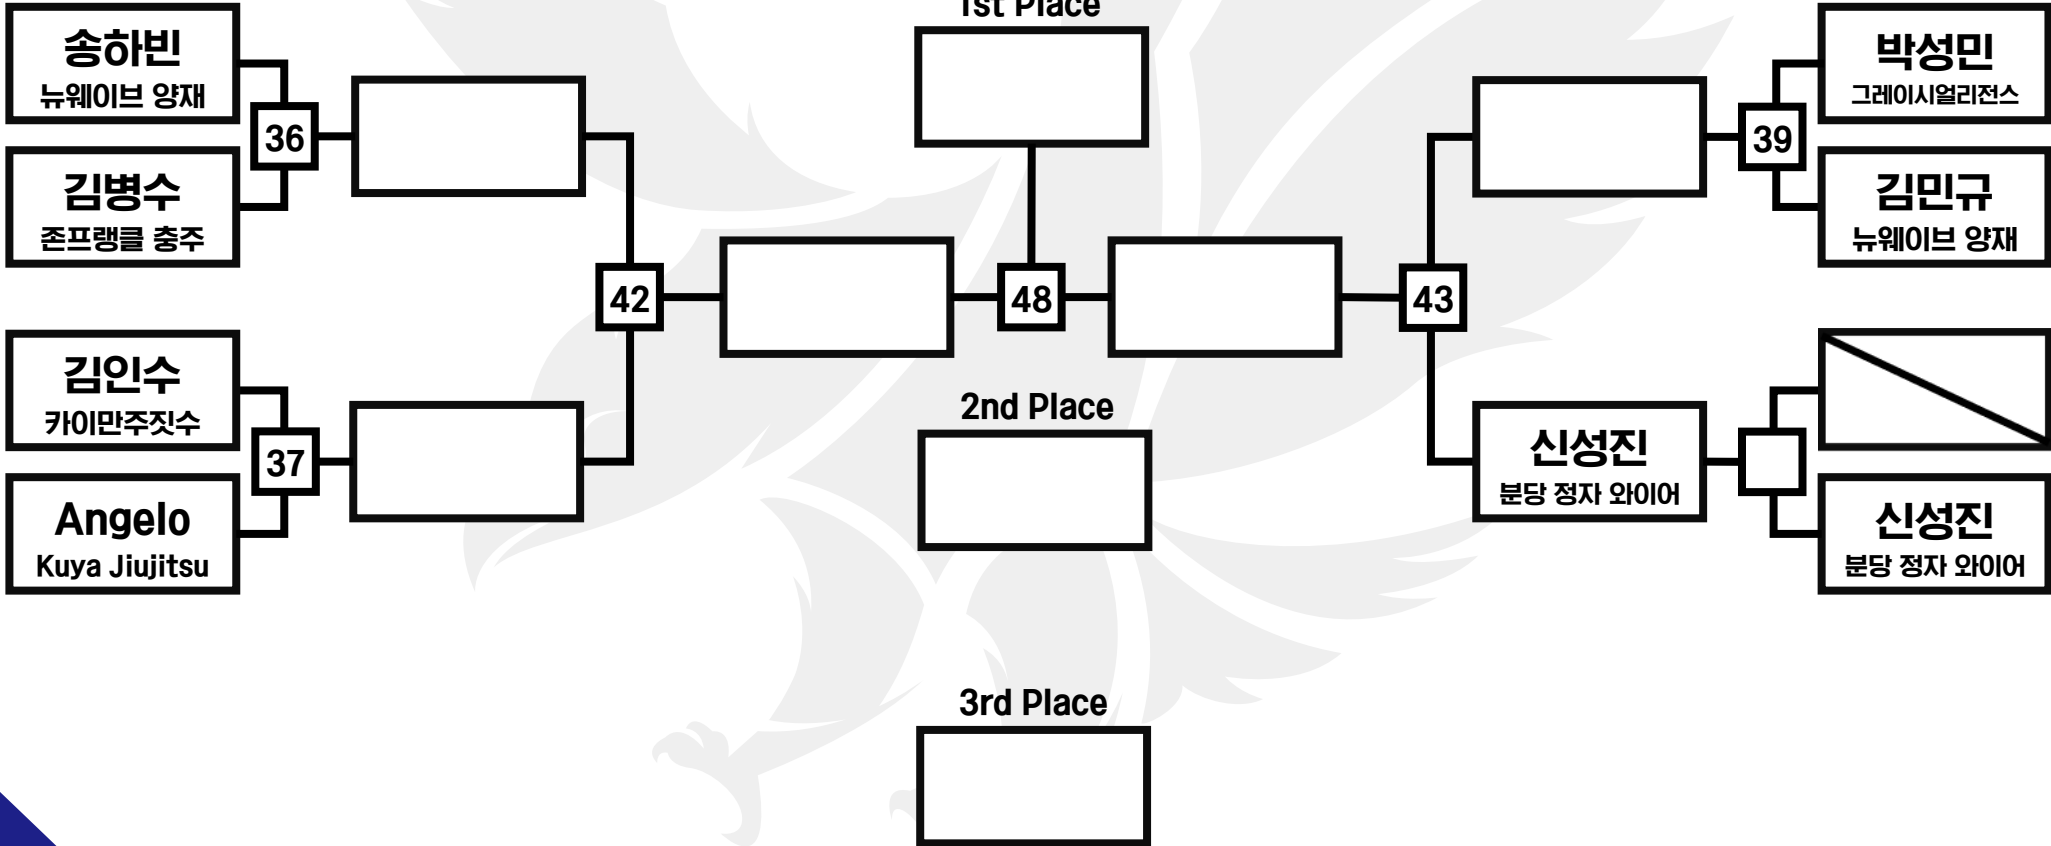 1st Place
송하빈
뉴웨이브 양재
36
김병수
존프랭클 충주
42
김인수
카이만주짓수
37
Angelo
Kuya Jiujitsu
48
2nd Place
3rd Place
43
신성진
분당 정자 와이어
박성민
그레이시얼리전스
39
김민규
뉴웨이브 양재
신성진
분당 정자 와이어